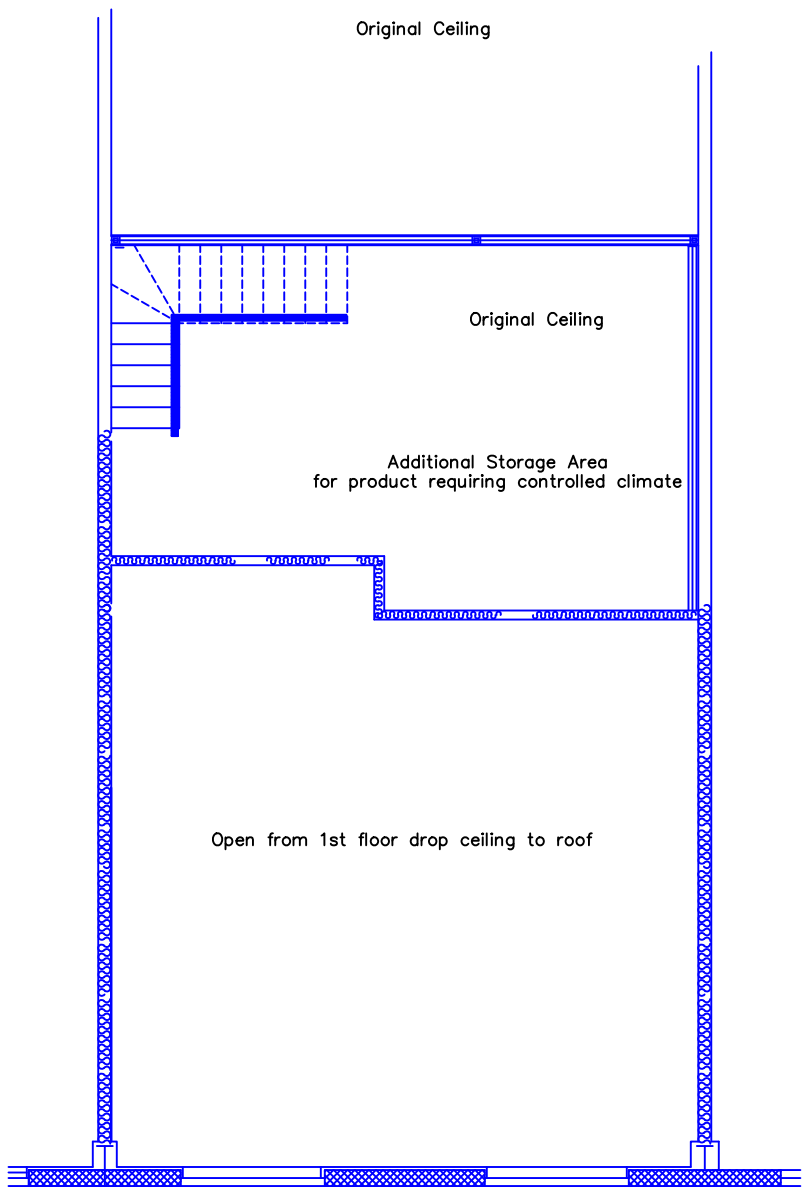 Original Ceiling
Original Ceiling
Additional Storage Area
for product requiring controlled climate
Open from 1st floor drop ceiling to roof